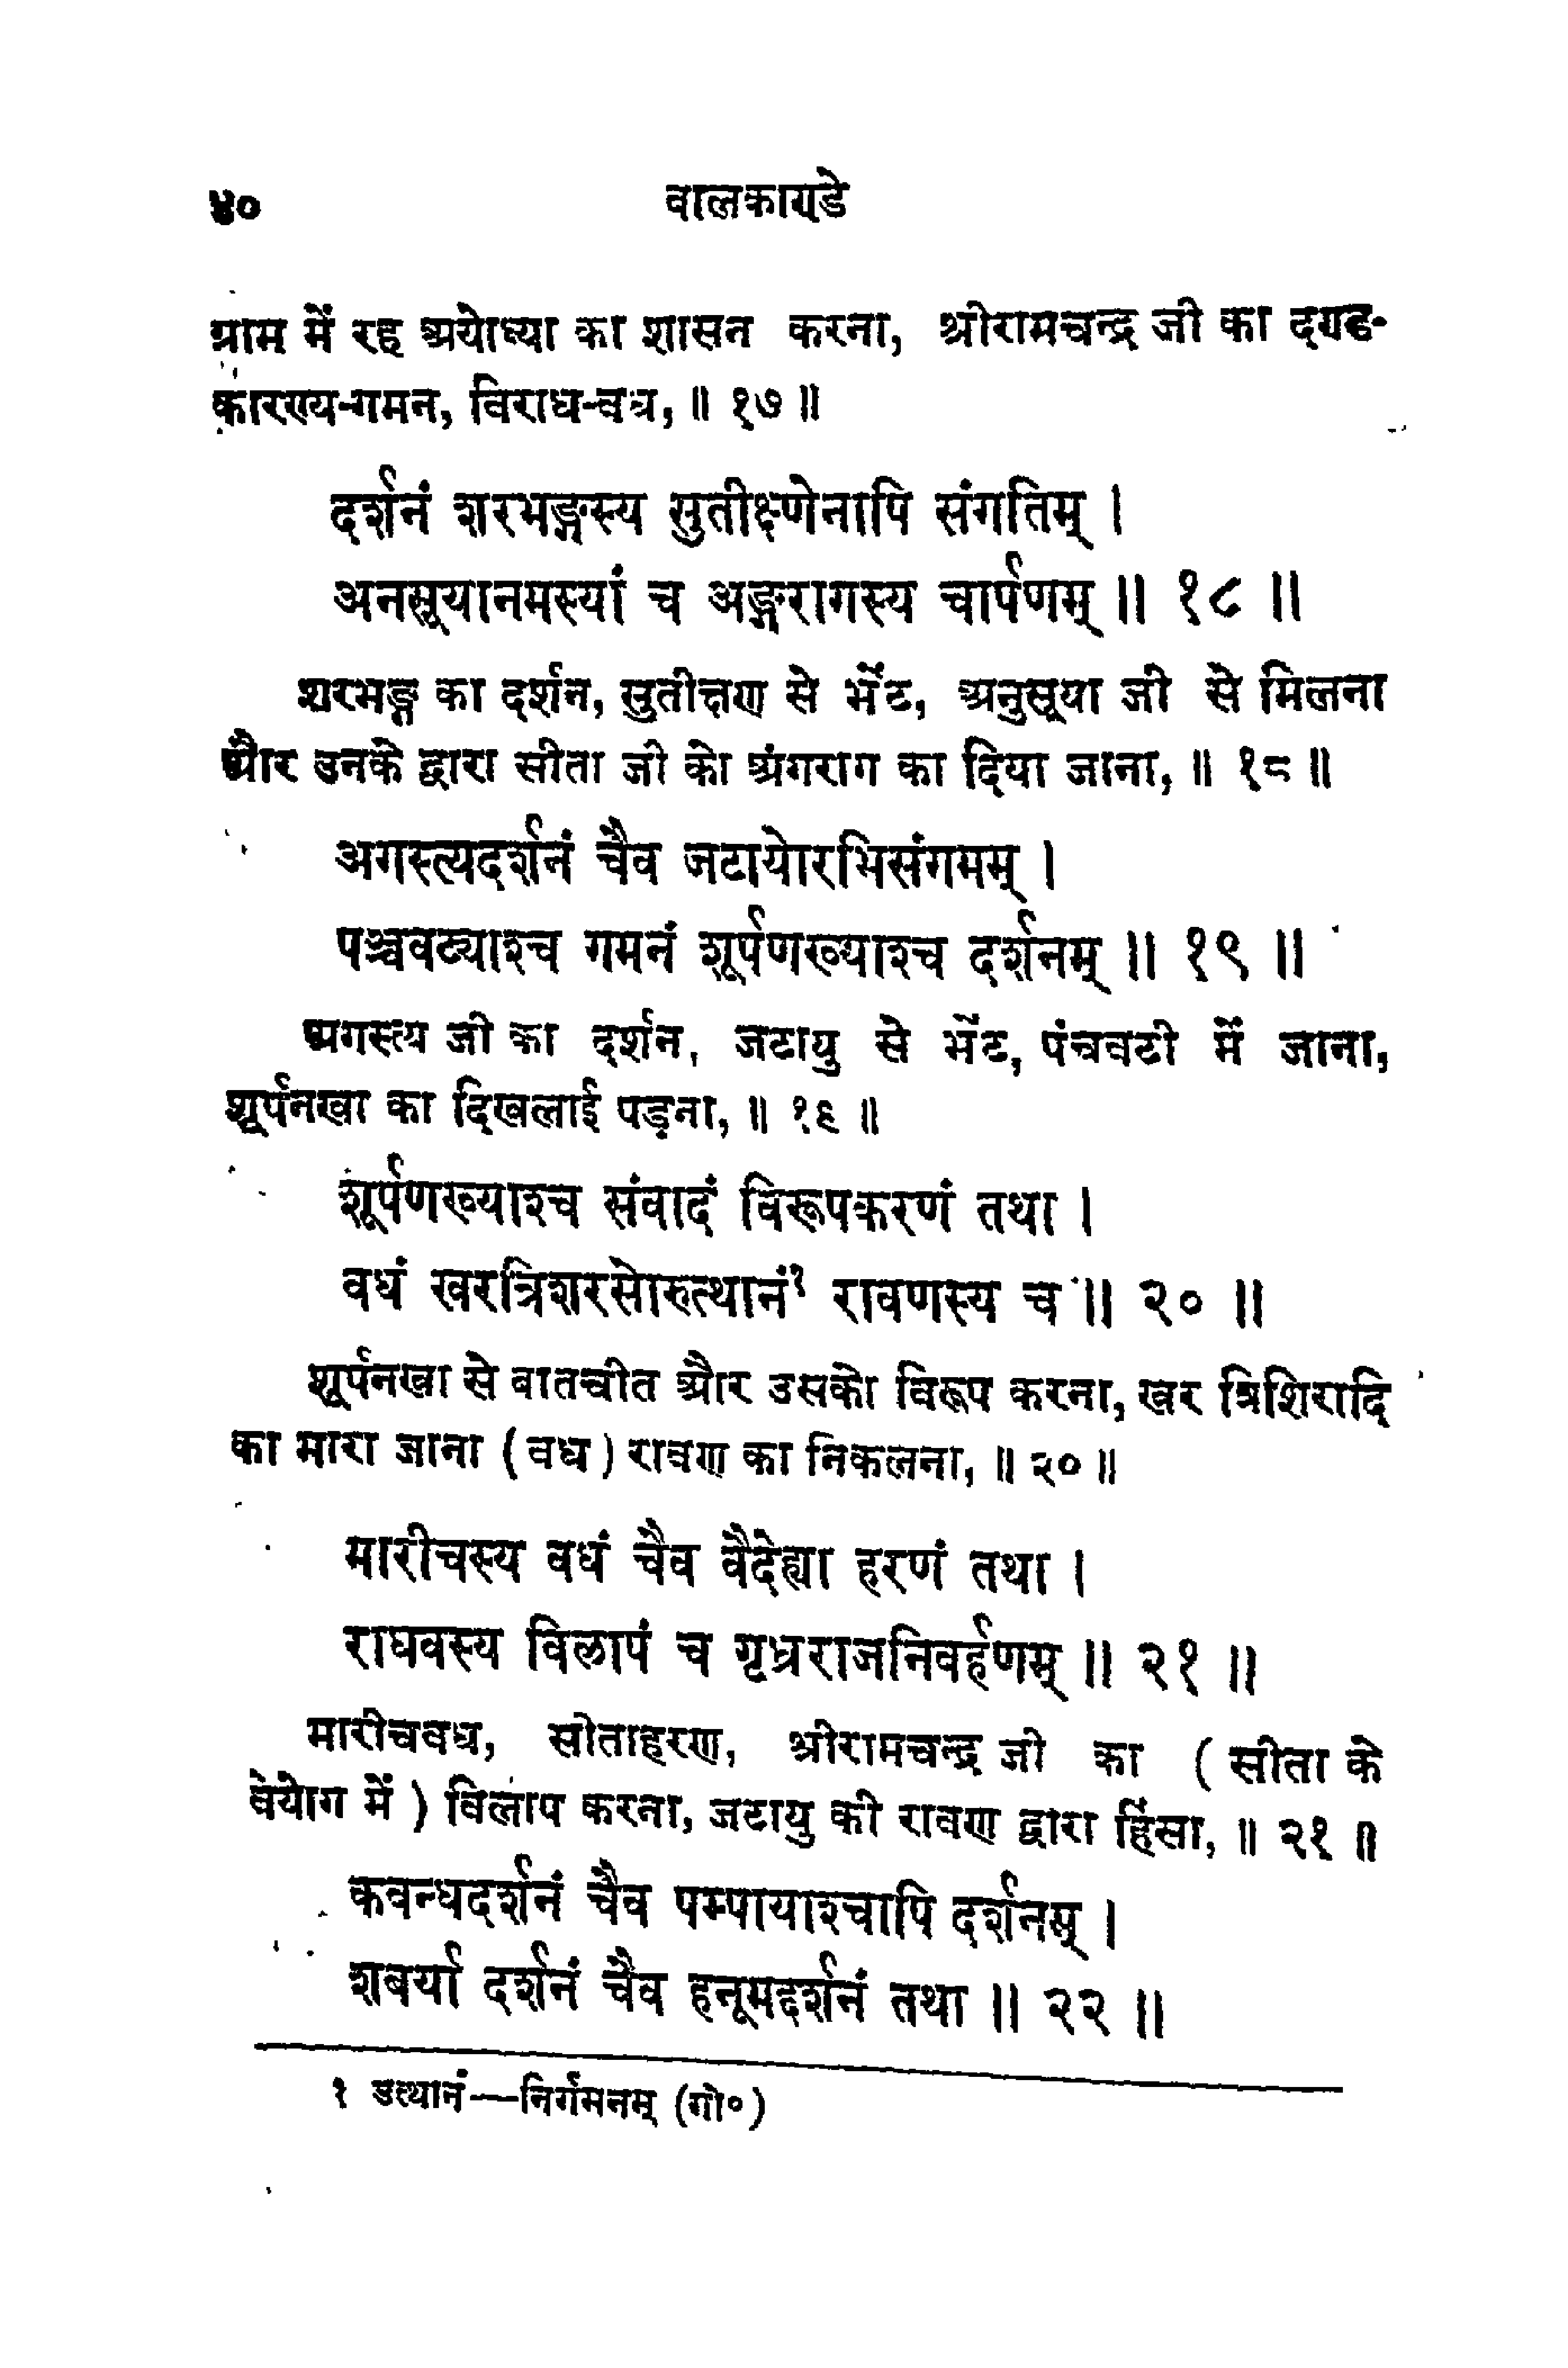 ४०
वालकाण्डे
ग्राम में रह अयोध्या का शासन करना, श्रीरामचन्द्र जी का दण्ड-
कारण्य-गमन, विराध-वध, ॥ १७ ॥
दर्शनं शरभङ्गस्य सुतीक्ष्णेनापि संगतिम् ।
अनसूयानमस्यां च अङ्गरागस्य चार्पणम् ॥ १८ ॥
शरभङ्ग का दर्शन, सुतीक्ष्ण से भेंट, अनुसूया जी से मिलना
और उनके द्वारा सीता जी को अंगराग का दिया जाना, ॥ १८ ॥
अगस्त्यदर्शनं चैव जटायोरभिसंगमम् ।
पञ्चवट्याश्च गमनं शूर्पणख्याश्च दर्शनम् ॥ १९ ॥
अगस्त्य जी का दर्शन, जटायु से भेंट, पंचवटी में जाना,
शूर्पनखा का दिखलाई पड़ना, ॥ १९ ॥
शूर्पणख्याश्च संवादं विरूपकरणं तथा ।
वधं खरत्रिशरसोरुत्थानं१ रावणस्य च ॥ २० ॥
शूर्पनखा से वातचीत और उसको विरूप करना, खर त्रिशिरादि
का मारा जाना (वध) रावण का निकलना, ॥ २० ॥
मारीचस्य वधं चैव वैदेह्या हरणं तथा ।
राघवस्य विलापं च गृध्रराजनिवर्हणम् ॥ २१ ॥
मारीचवध, सीताहरण, श्रीरामचन्द्र जी का ( सीता के
वियोग में ) विलाप करना, जटायु की रावण द्वारा हिंसा, ॥ २१ ॥
कवन्धदर्शनं चैव पम्पायाश्चापि दर्शनम् ।
शबर्या दर्शनं चैव हनूमद्दर्शनं तथा ॥ २२ ॥
१ उत्थानं—निर्गमनम् (गो०)